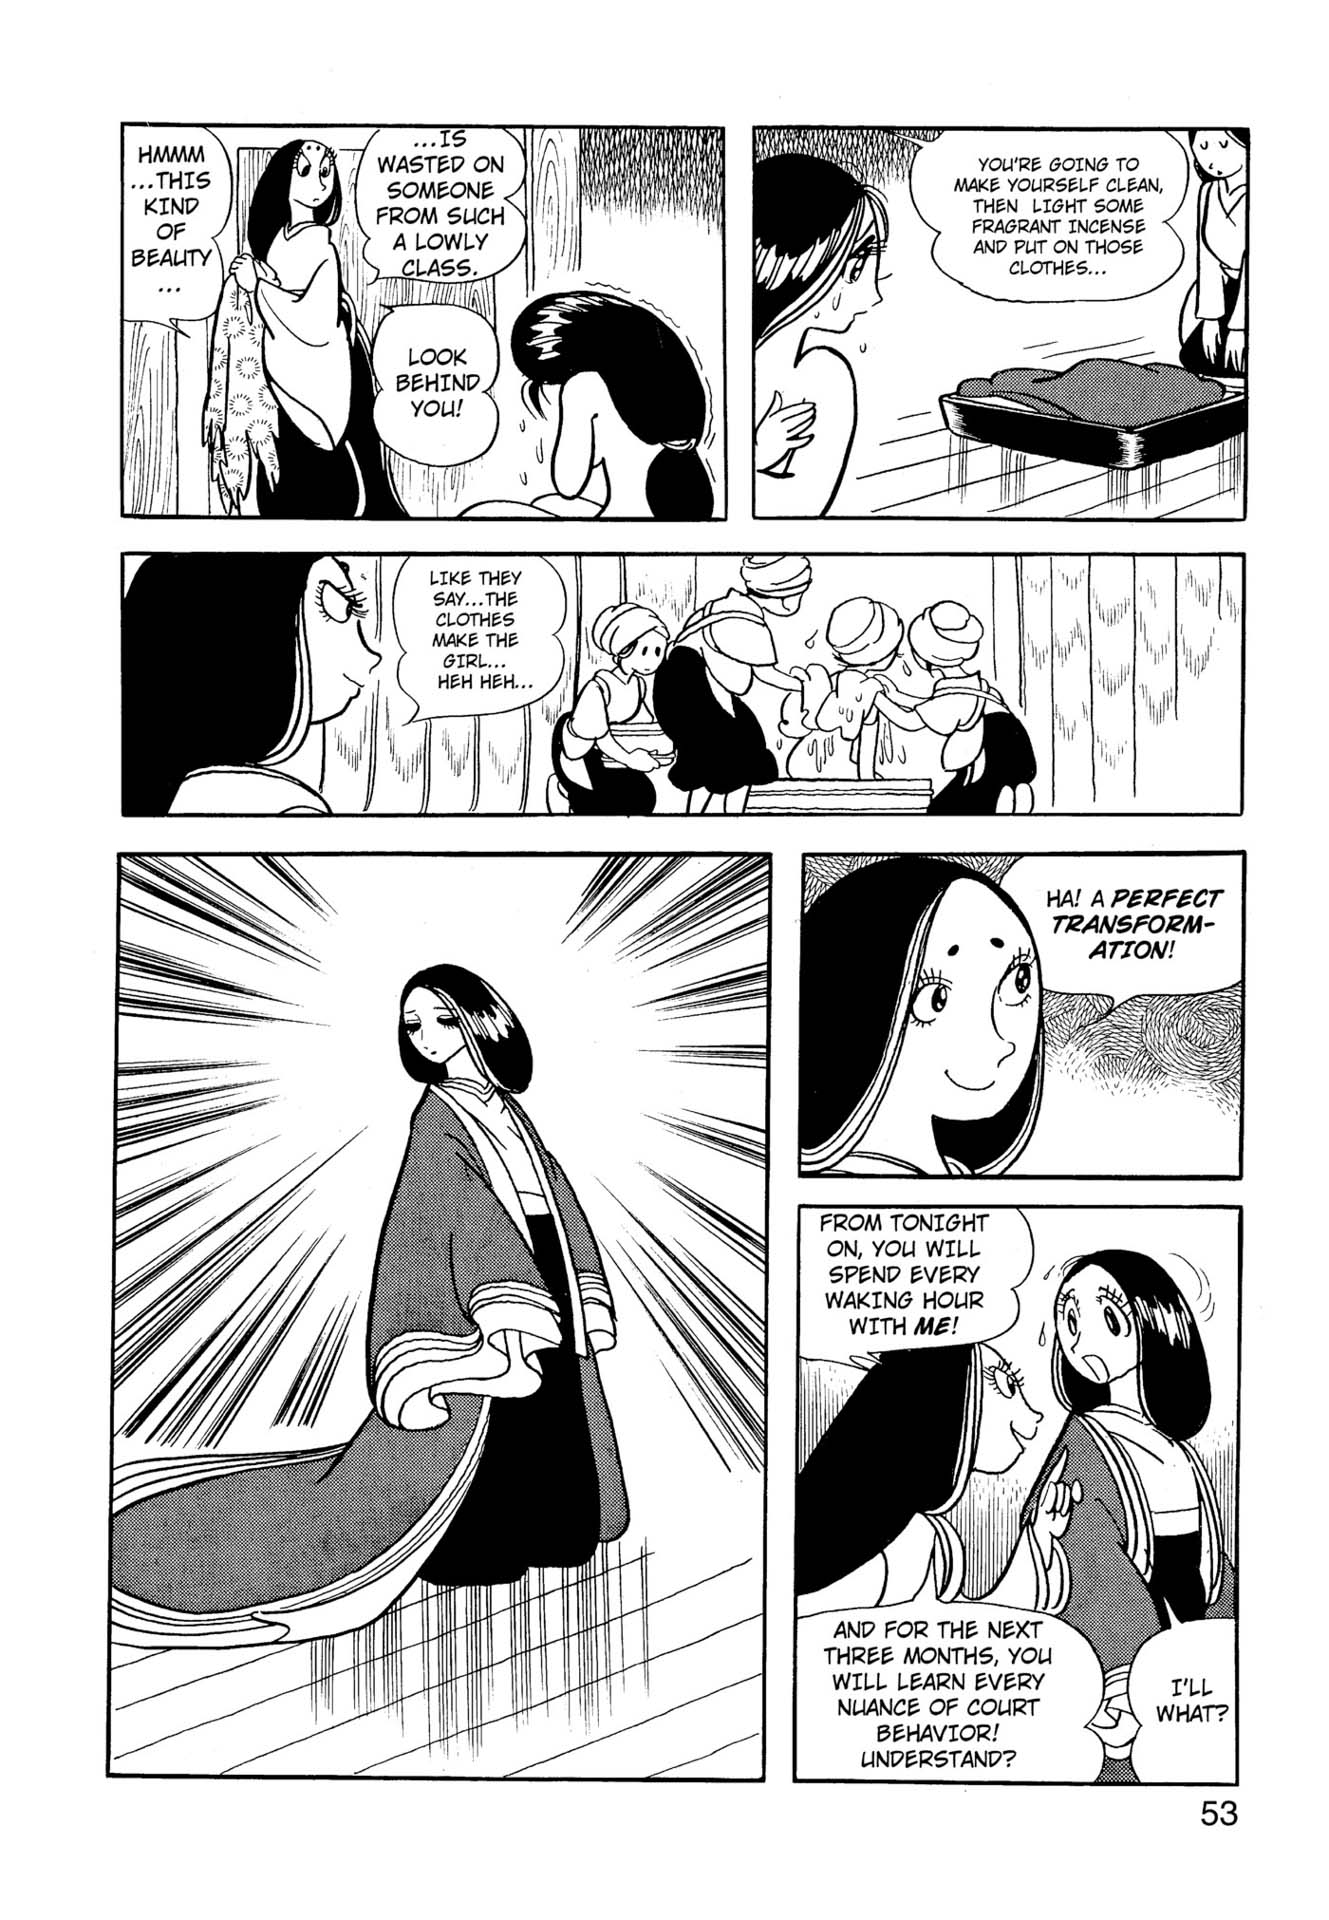 HMMM
...THIS
KIND
OF
BEAUTY
...
...IS
WASTED ON
SOMEONE
FROM SUCH
A LOWLY
CLASS.
LOOK
BEHIND
YOU!
YOU'RE GOING TO
MAKE YOURSELF CLEAN,
THEN LIGHT SOME
FRAGRANT INCENSE
AND PUT ON THOSE
CLOTHES...
LIKE THEY
SAY...THE
CLOTHES
MAKE THE
GIRL...
HEH HEH...
HA! A PERFECT
TRANSFORM-
ATION!
FROM TONIGHT
ON, YOU WILL
SPEND EVERY
WAKING HOUR
WITH ME!
AND FOR THE NEXT
THREE MONTHS, YOU
WILL LEARN EVERY
NUANCE OF COURT
BEHAVIOR!
UNDERSTAND?
I'LL
WHAT?
53